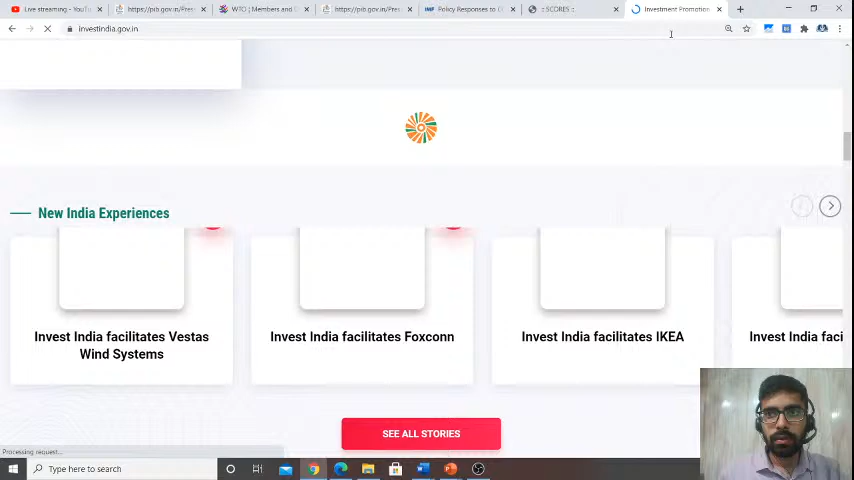 Live streaming - YouTu
https://pib.gov.in/Pres
WTO | Members and
https://pib.gov.in/Pres
Policy Responses to CO
:: SCORES ::
Investment Promotion
investindia.gov.in
New India Experiences
Invest India facilitates Vestas
Wind Systems
Invest India facilitates Foxconn
Invest India facilitates IKEA
Invest India faci
SEE ALL STORIES
Processing request...
Type here to search